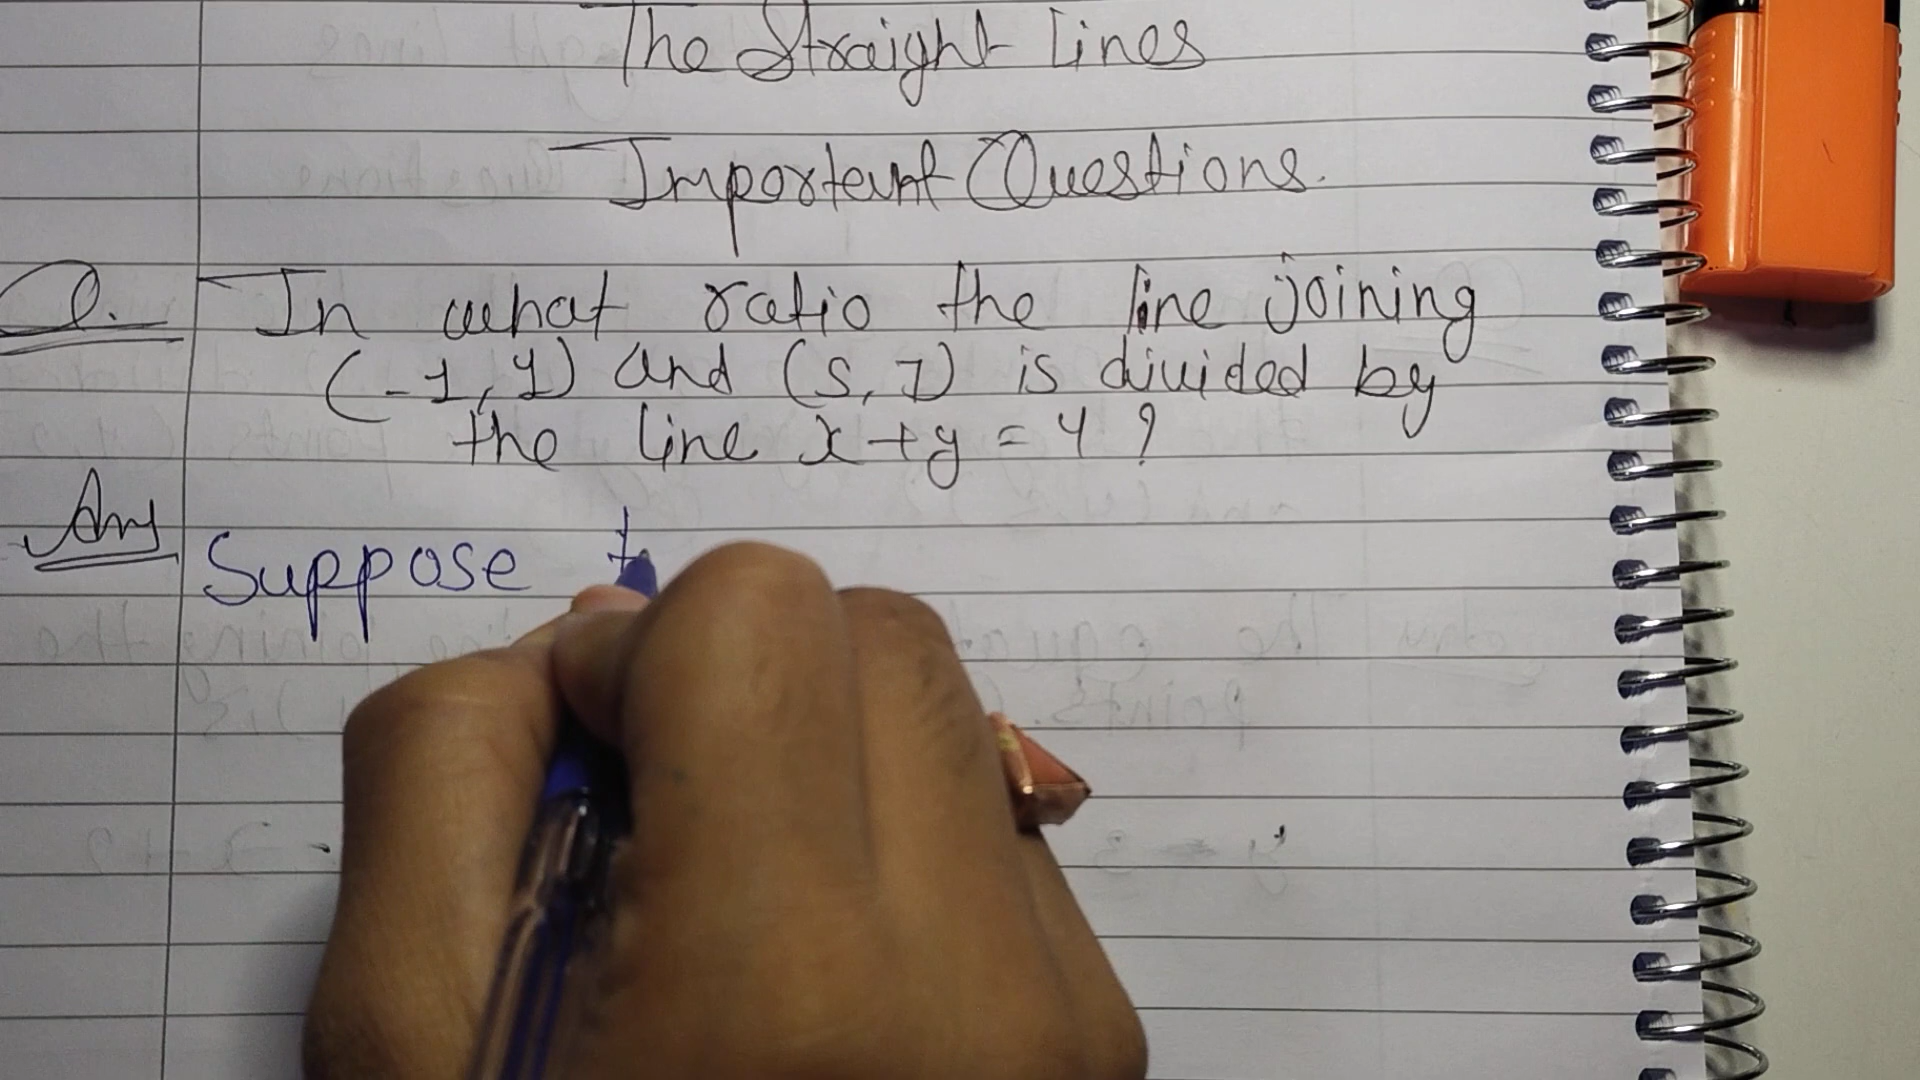 The Straight Lines
Important Questions.
Q. In what ratio the line joining
(-1, 1) and (5, 7) is divided by
the line x+y=4?
Ans Suppose t